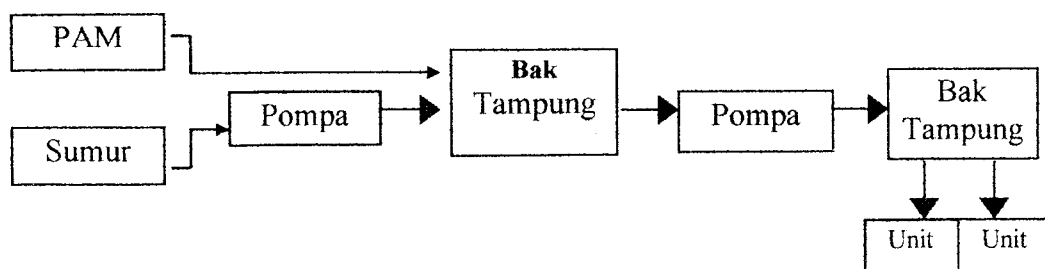 PAM
Sumur
Pompa
Bak
Tampung
Pompa
Bak
Tampung
Unit
Unit